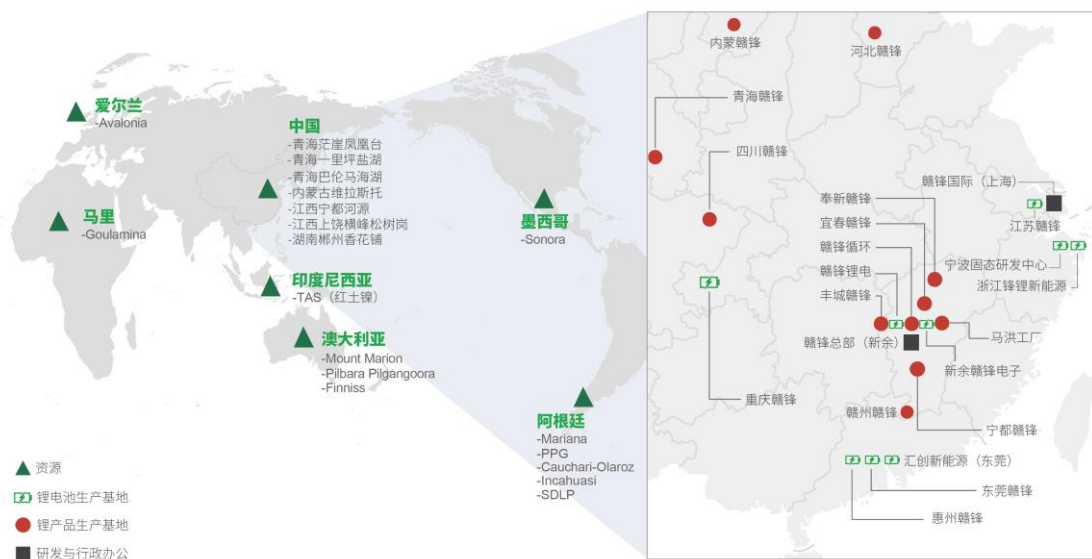 爱尔兰
-Avalonia
马里
-Goulamina
中国
-青海茫崖凤凰台
-青海一里坪盐湖
-青海巴伦马海湖
-内蒙古维拉斯托
-江西宁都河源
-江西上饶横峰松树岗
-湖南郴州香花铺
印度尼西亚
-TAS（红土镍）
澳大利亚
-Mount Marion
-Pilbara Pilgangoora
-Finniss
墨西哥
-Sonora
阿根廷
-Mariana
-PPG
-Cauchari-Olaroz
-Incahuasi
-SDLP
资源
锂电池生产基地
锂产品生产基地
研发与行政办公
内蒙赣锋
河北赣锋
青海赣锋
四川赣锋
赣锋国际（上海）
奉新赣锋
宜春赣锋
江苏赣锋
赣锋循环
赣锋锂电
宁波固态研发中心
浙江锋锂新能源
丰城赣锋
马洪工厂
赣锋总部（新余）
新余赣锋电子
重庆赣锋
赣州赣锋
宁都赣锋
汇创新能源（东莞）
东莞赣锋
惠州赣锋